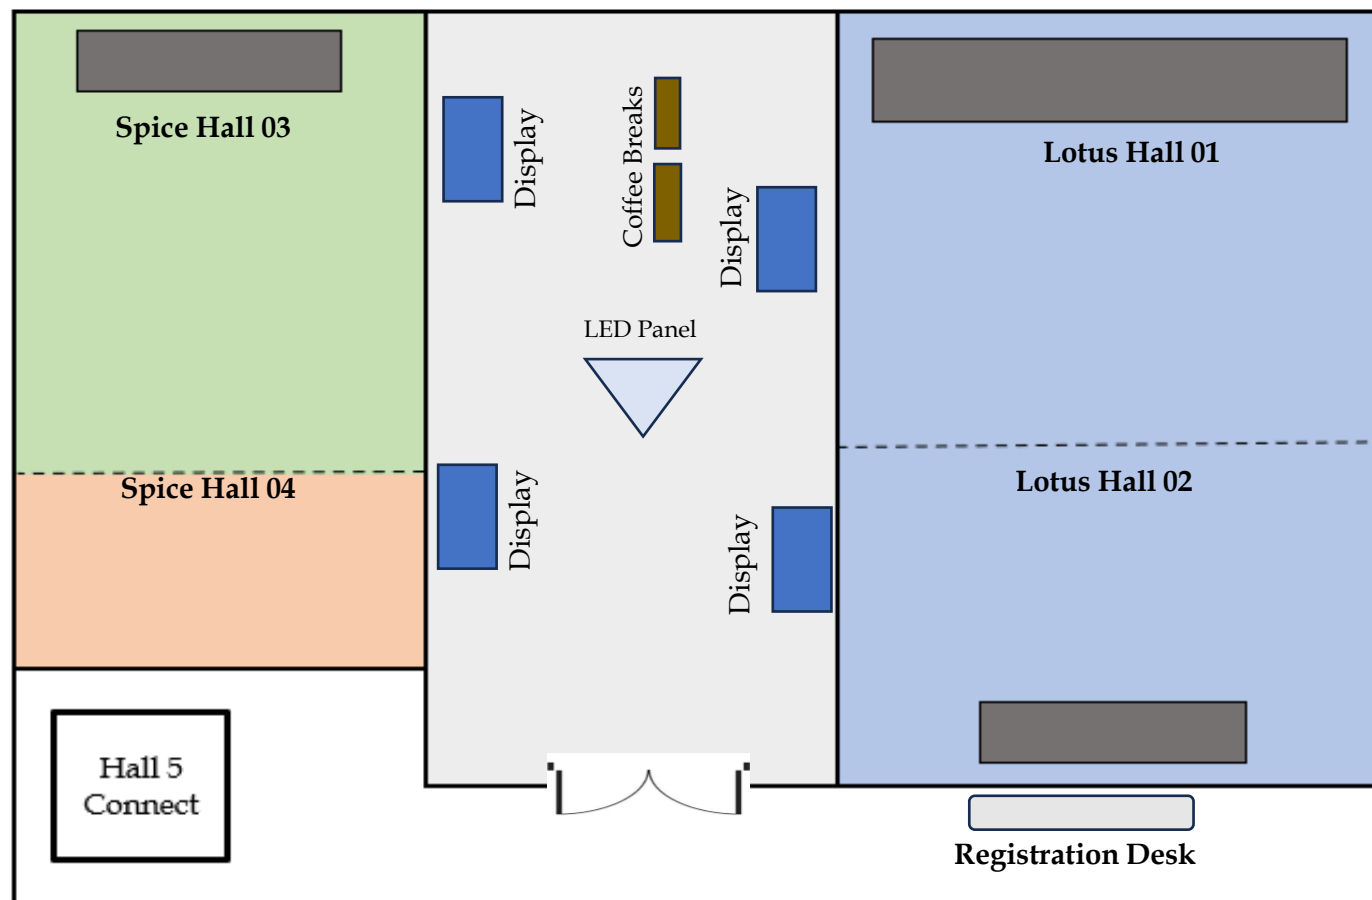 Spice Hall 03
Display
Coffee Breaks
Display
Lotus Hall 01
LED Panel
Spice Hall 04
Display
Display
Lotus Hall 02
Hall 5
Connect
Registration Desk